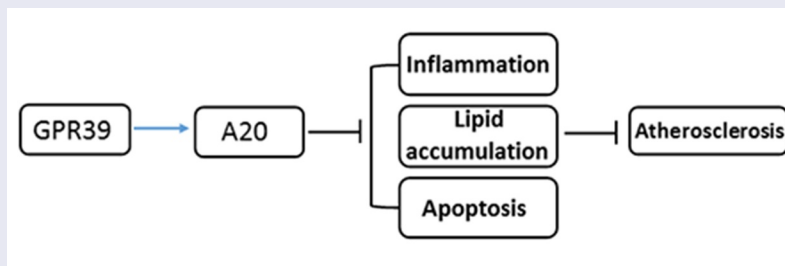 GPR39
A20
Inflammation
Lipid
accumulation
Apoptosis
Atherosclerosis